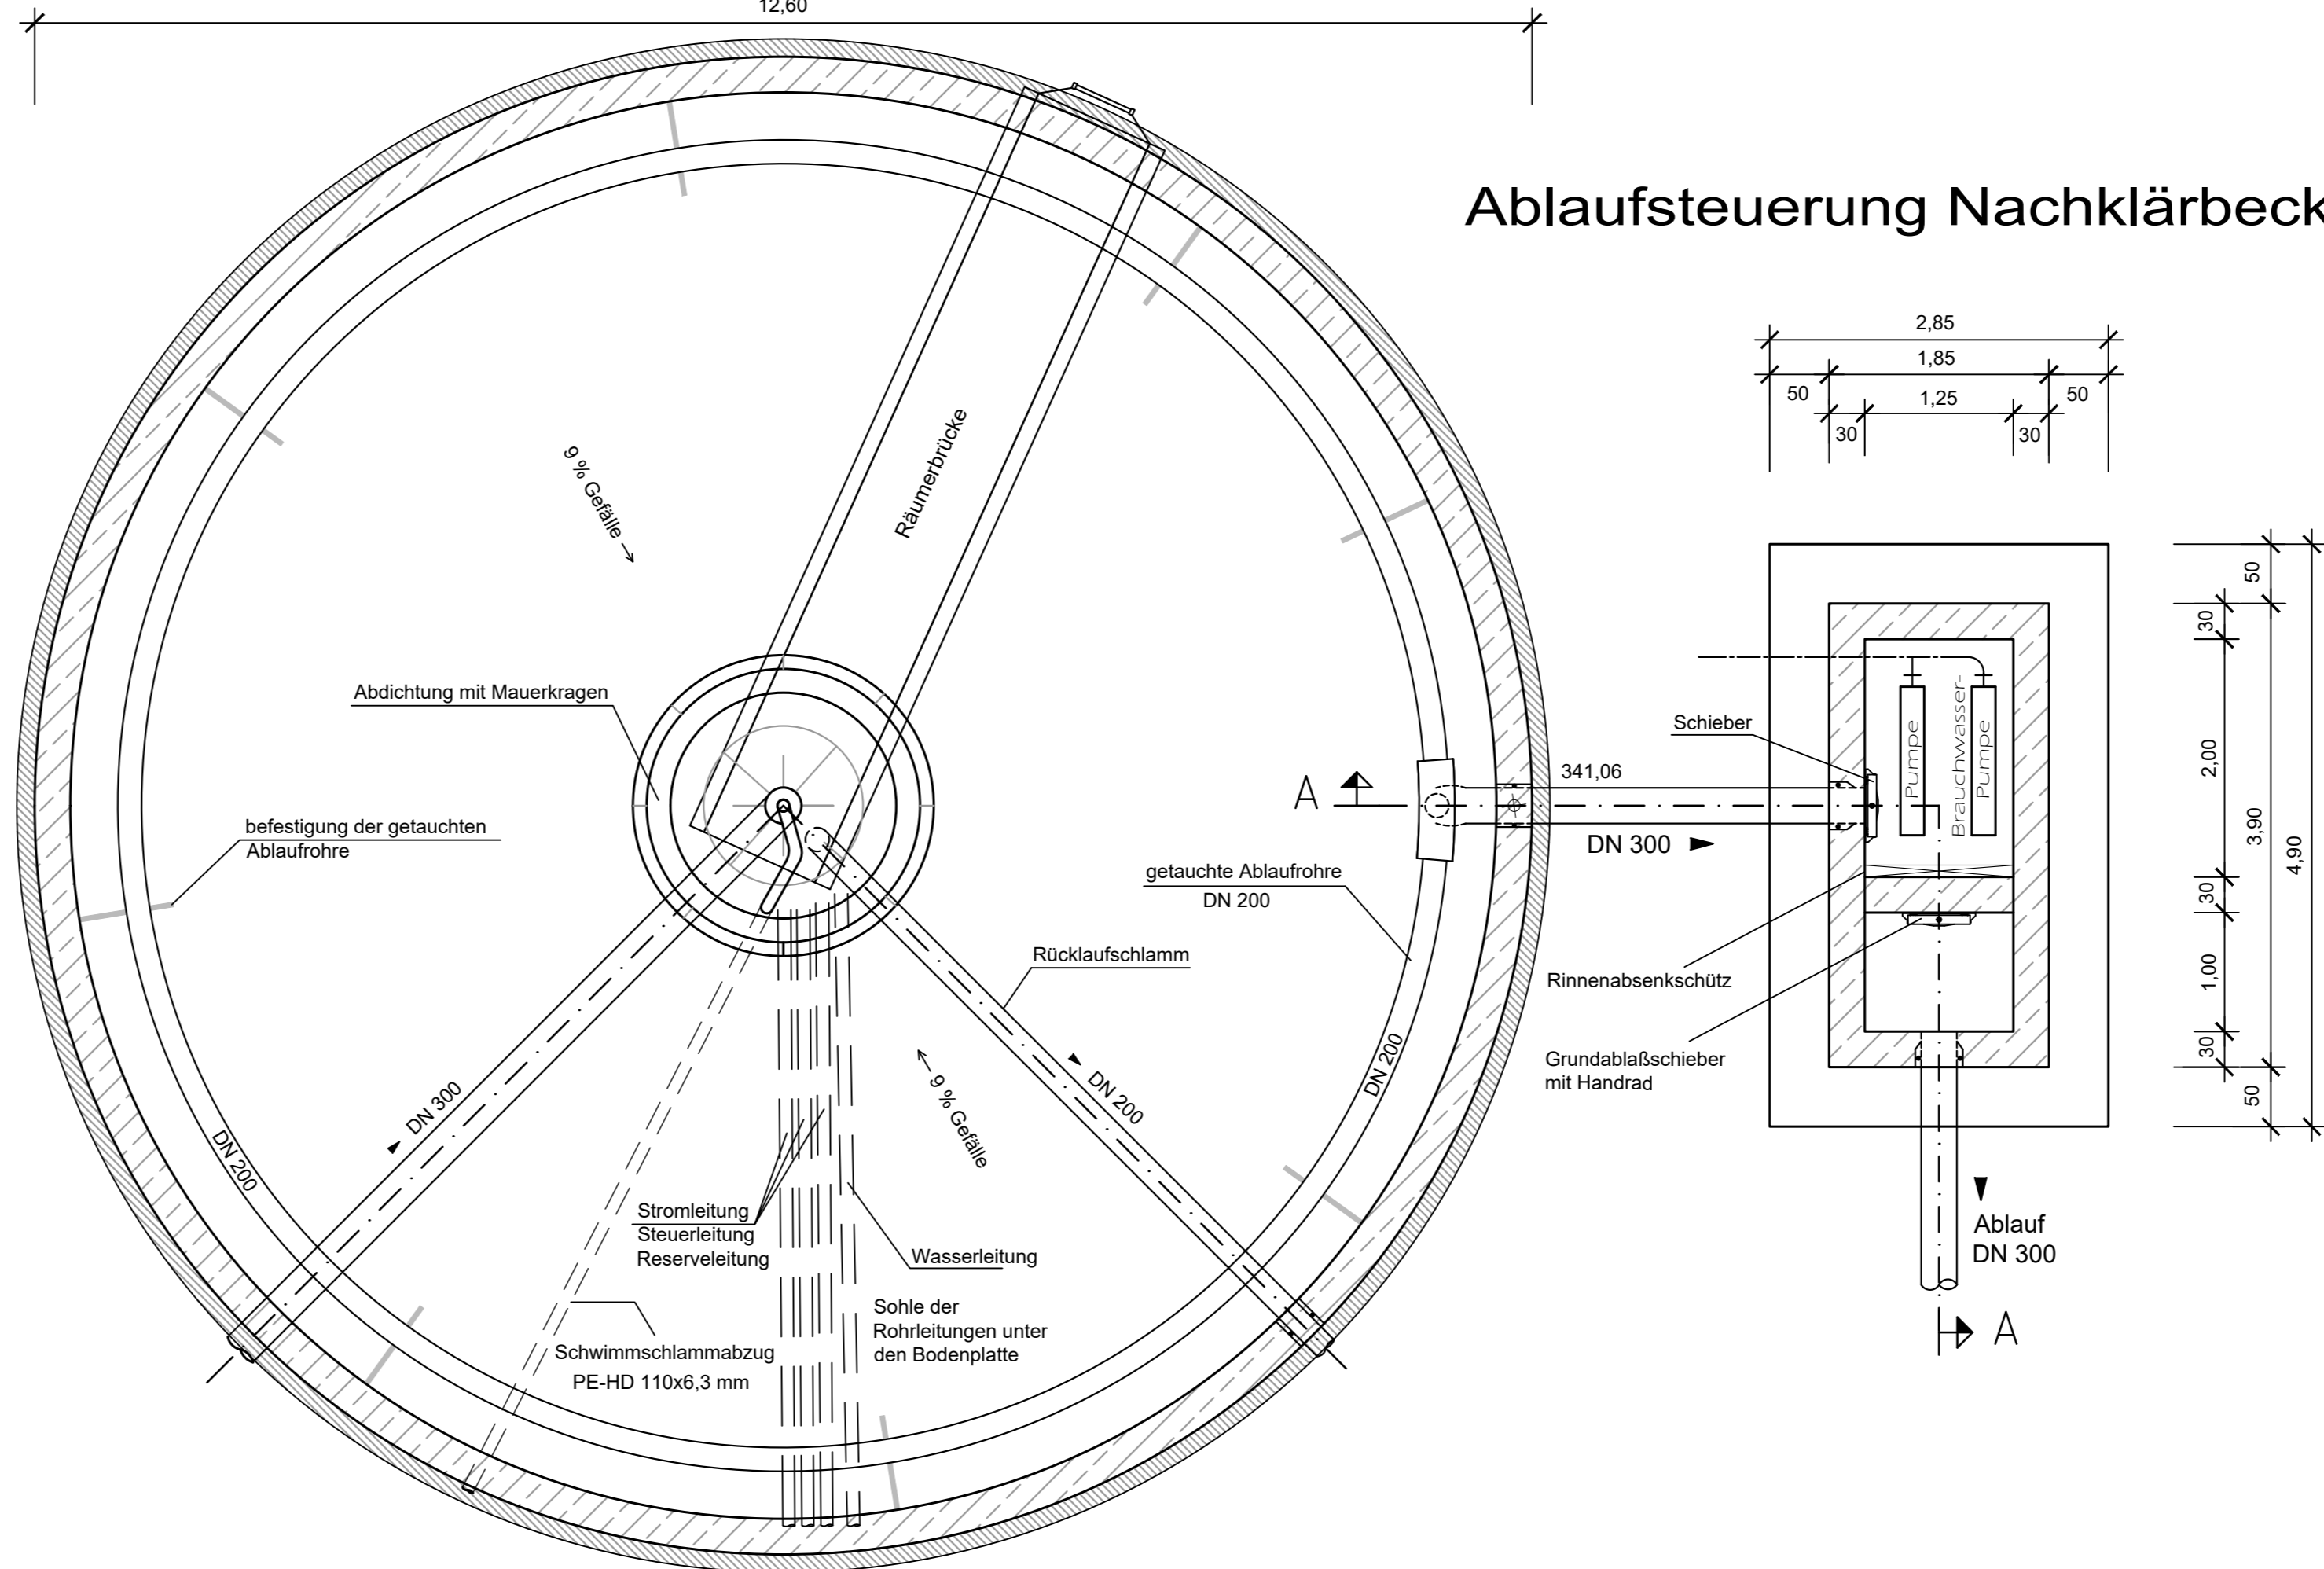 12,60
Ablaufsteuerung Nachklärbeck
2,85
1,85
50
1,25
50
30
30
Räumerbrücke
9 % Gefälle
50
30
2,00
3,90
4,90
30
1,00
30
50
Abdichtung mit Mauerkragen
Schieber
Pumpe
Brauchwasser-
Pumpe
A
341,06
DN 300
befestigung der getauchten
Ablaufrohre
getauchte Ablaufrohre
DN 200
Rücklaufschlamm
Rinnenabsenkschütz
Grundablaßschieber
mit Handrad
DN 300
DN 200
9 % Gefälle
DN 200
DN 200
Stromleitung
Steuerleitung
Reserveleitung
Wasserleitung
Ablauf
DN 300
Sohle der
Rohrleitungen unter
den Bodenplatte
A
Schwimmschlammabzug
PE-HD 110x6,3 mm